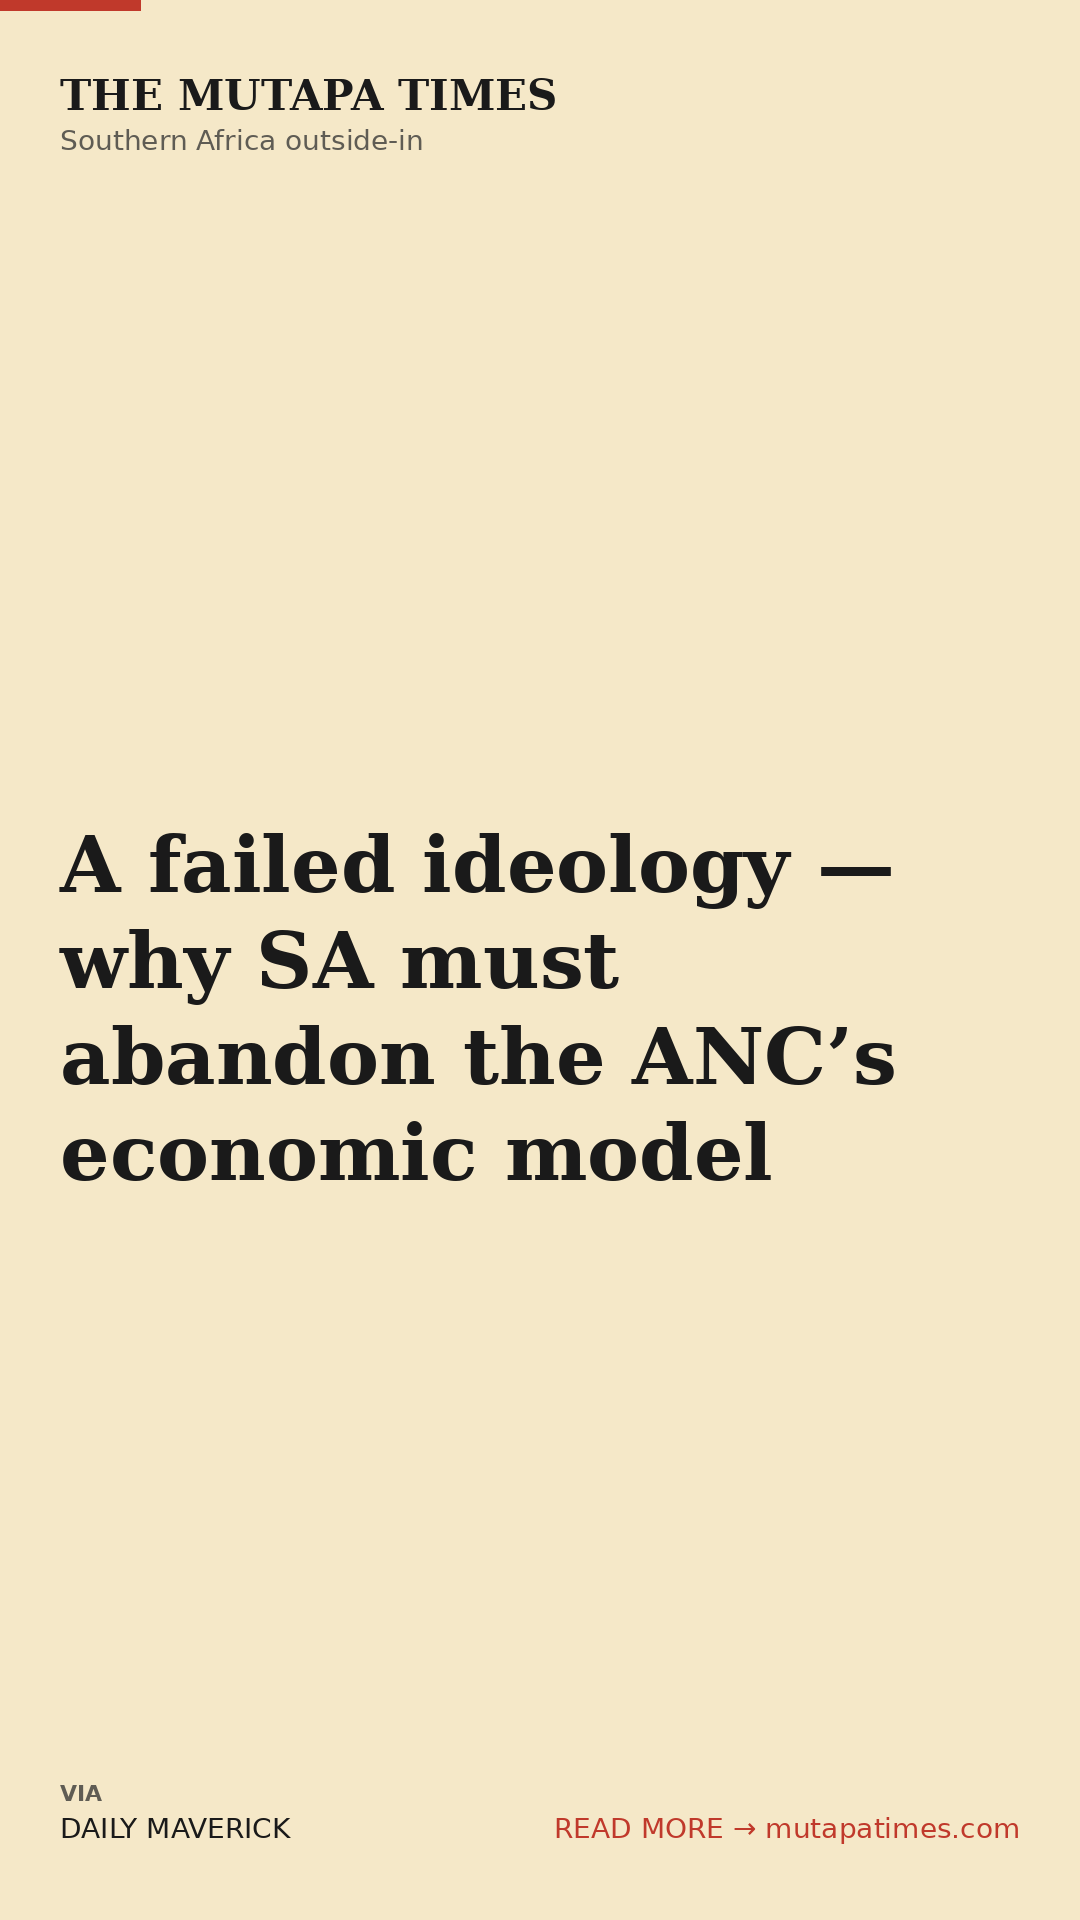 THE MUTAPA TIMES
Southern Africa outside-in
A failed ideology —
why SA must
abandon the ANC’s
economic model
VIA
DAILY MAVERICK
READ MORE → mutapatimes.com